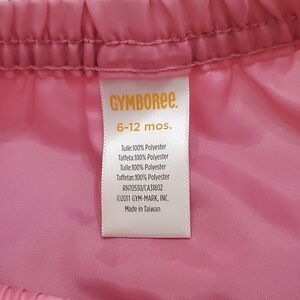 GYMBOREE.
6-12 mos.
Tulle:100% Polyester
Taffeta:100% Polyester
Tulle:100% Polyester
Taffetas:100% Polyester
RN70530/CA31802
©2011 GYM-MARK, INC.
Made in Taiwan